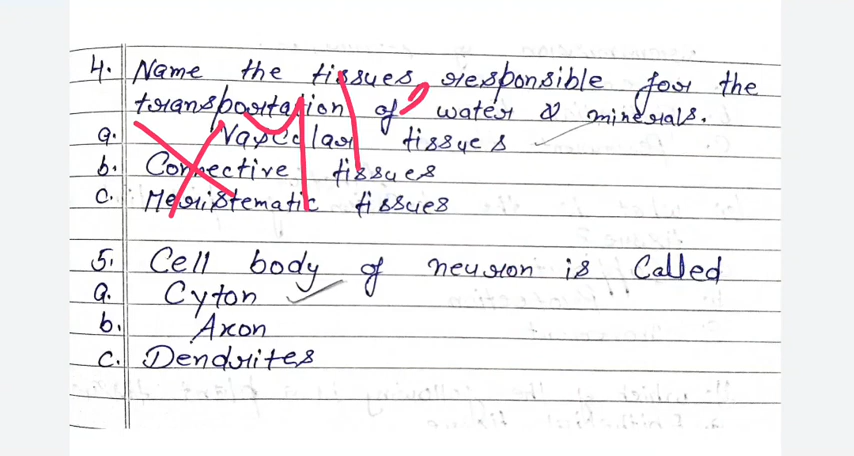 4. Name the tissues responsible for the
transportation of water & minerals.
a. Vascular tissues
b. Connective tissues
c. Meristematic tissues
5. Cell body of neuron is Called
a. Cyton
b. Axon
c. Dendrites